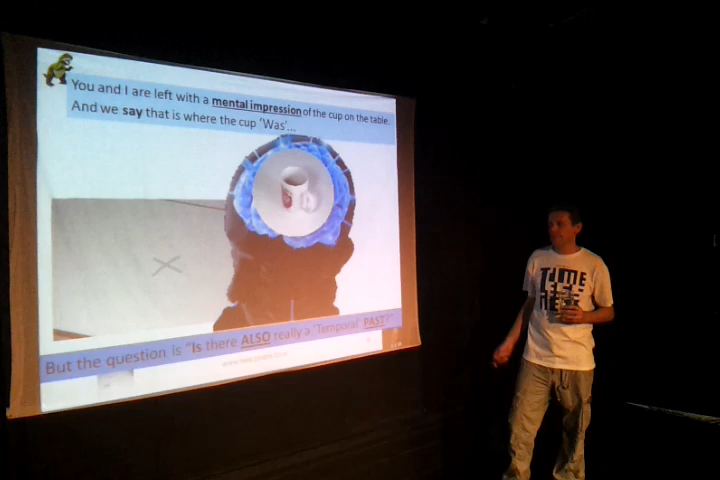 You and I are left with a mental impression of the cup on the table.
And we say that is where the cup 'Was'...
But the question is "Is there ALSO really a 'Temporal' PAST?"
TIME